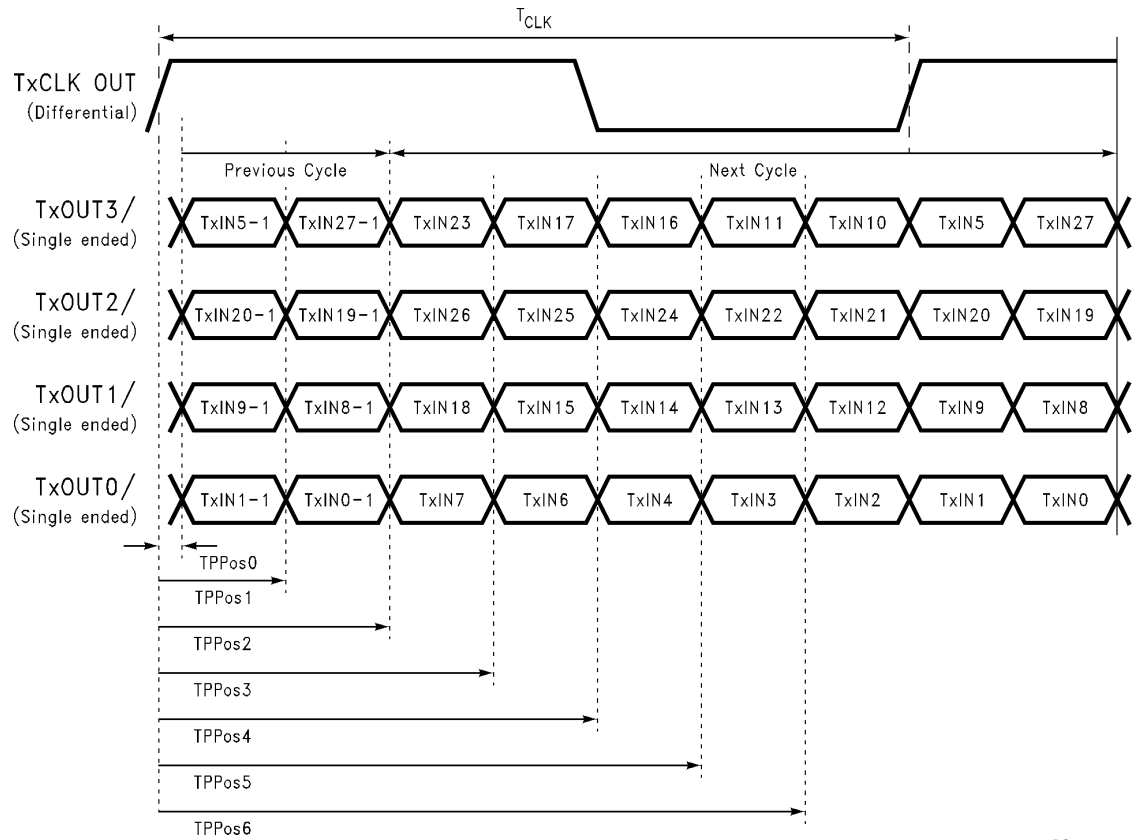 TCLK
TxCLK OUT
(Differential)
Previous Cycle Next Cycle
TxOUT3/
(Single ended)
TxIN5-1 TxIN27-1 TxIN23 TxIN17 TxIN16 TxIN11 TxIN10 TxIN5 TxIN27
TxOUT2/
(Single ended)
TxIN20-1 TxIN19-1 TxIN26 TxIN25 TxIN24 TxIN22 TxIN21 TxIN20 TxIN19
TxOUT1/
(Single ended)
TxIN9-1 TxIN8-1 TxIN18 TxIN15 TxIN14 TxIN13 TxIN12 TxIN9 TxIN8
TxOUT0/
(Single ended)
TxIN1-1 TxIN0-1 TxIN7 TxIN6 TxIN4 TxIN3 TxIN2 TxIN1 TxIN0
TPPos0
TPPos1
TPPos2
TPPos3
TPPos4
TPPos5
TPPos6